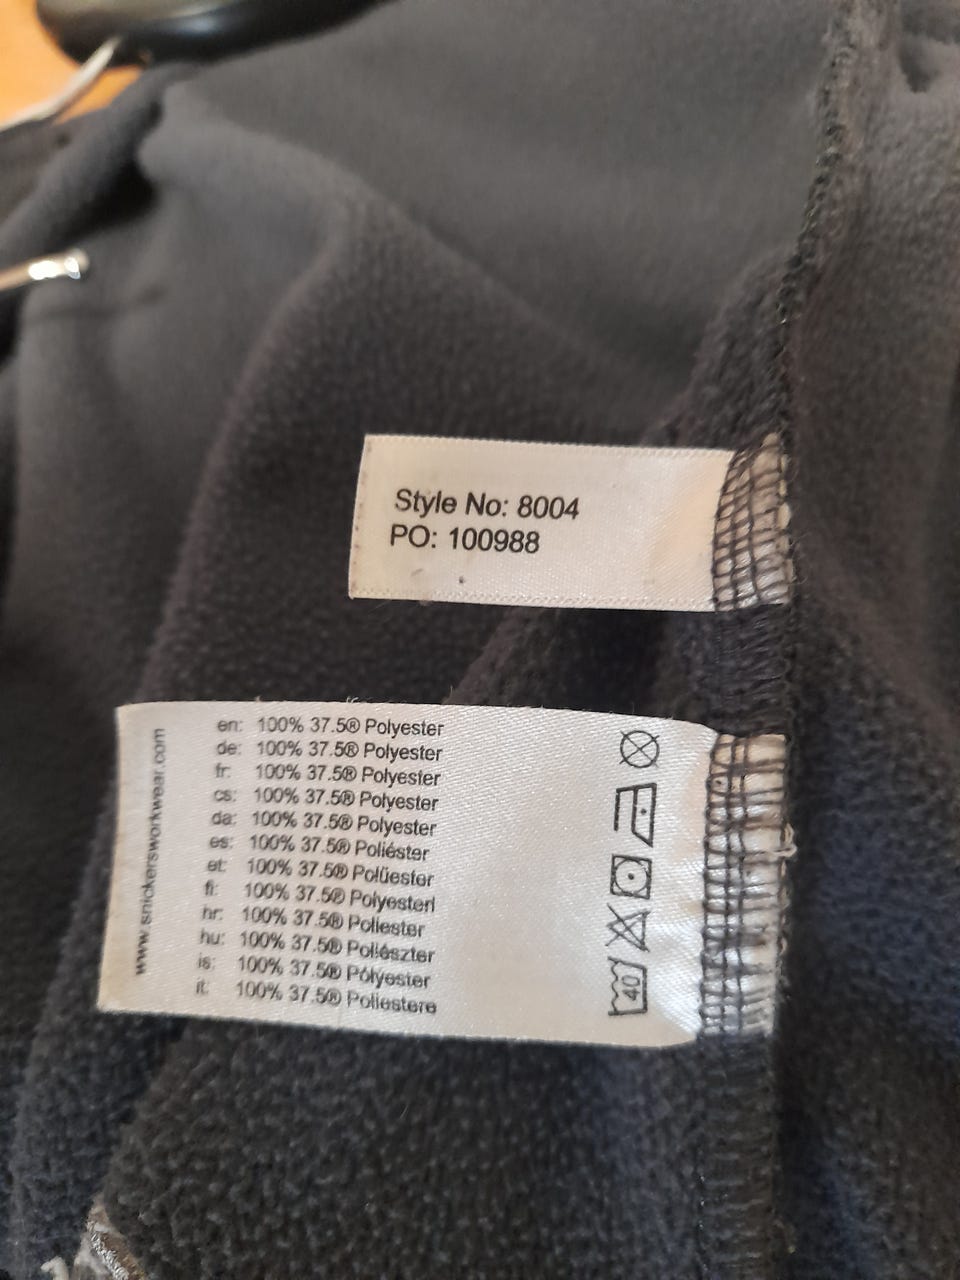 Style No: 8004
PO: 100988
www.snickersworkwear.com
en: 100% 37.5® Polyester
de: 100% 37.5® Polyester
fr: 100% 37.5® Polyester
cs: 100% 37.5® Polyester
da: 100% 37.5® Polyester
es: 100% 37.5® Poliéster
et: 100% 37.5® Polüester
fi: 100% 37.5® Polyesteri
hr: 100% 37.5® Poliester
hu: 100% 37.5® Poliészter
is: 100% 37.5® Pólýester
it: 100% 37.5® Poliestere
40